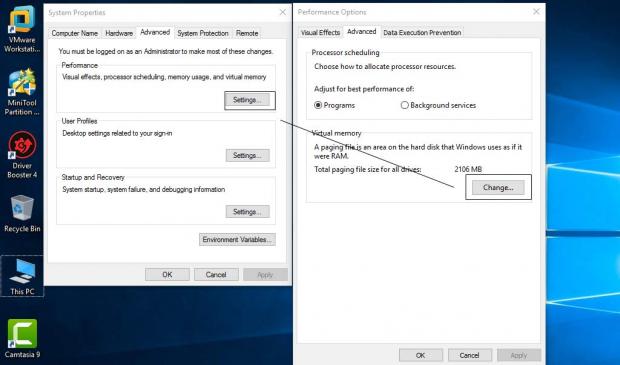 VMware
Workstati...
MiniTool
Partition ...
Driver
Booster 4
Recycle Bin
This PC
Camtasia 9
System Properties
Computer Name
Hardware
Advanced
System Protection
Remote
You must be logged on as an Administrator to make most of these changes.
Performance
Visual effects, processor scheduling, memory usage, and virtual memory
Settings...
User Profiles
Desktop settings related to your sign-in
Settings...
Startup and Recovery
System startup, system failure, and debugging information
Settings...
Environment Variables...
OK
Cancel
Apply
Performance Options
Visual Effects
Advanced
Data Execution Prevention
Processor scheduling
Choose how to allocate processor resources.
Adjust for best performance of:
Programs
Background services
Virtual memory
A paging file is an area on the hard disk that Windows uses as if it
were RAM.
Total paging file size for all drives: 2106 MB
Change...
OK
Cancel
Apply